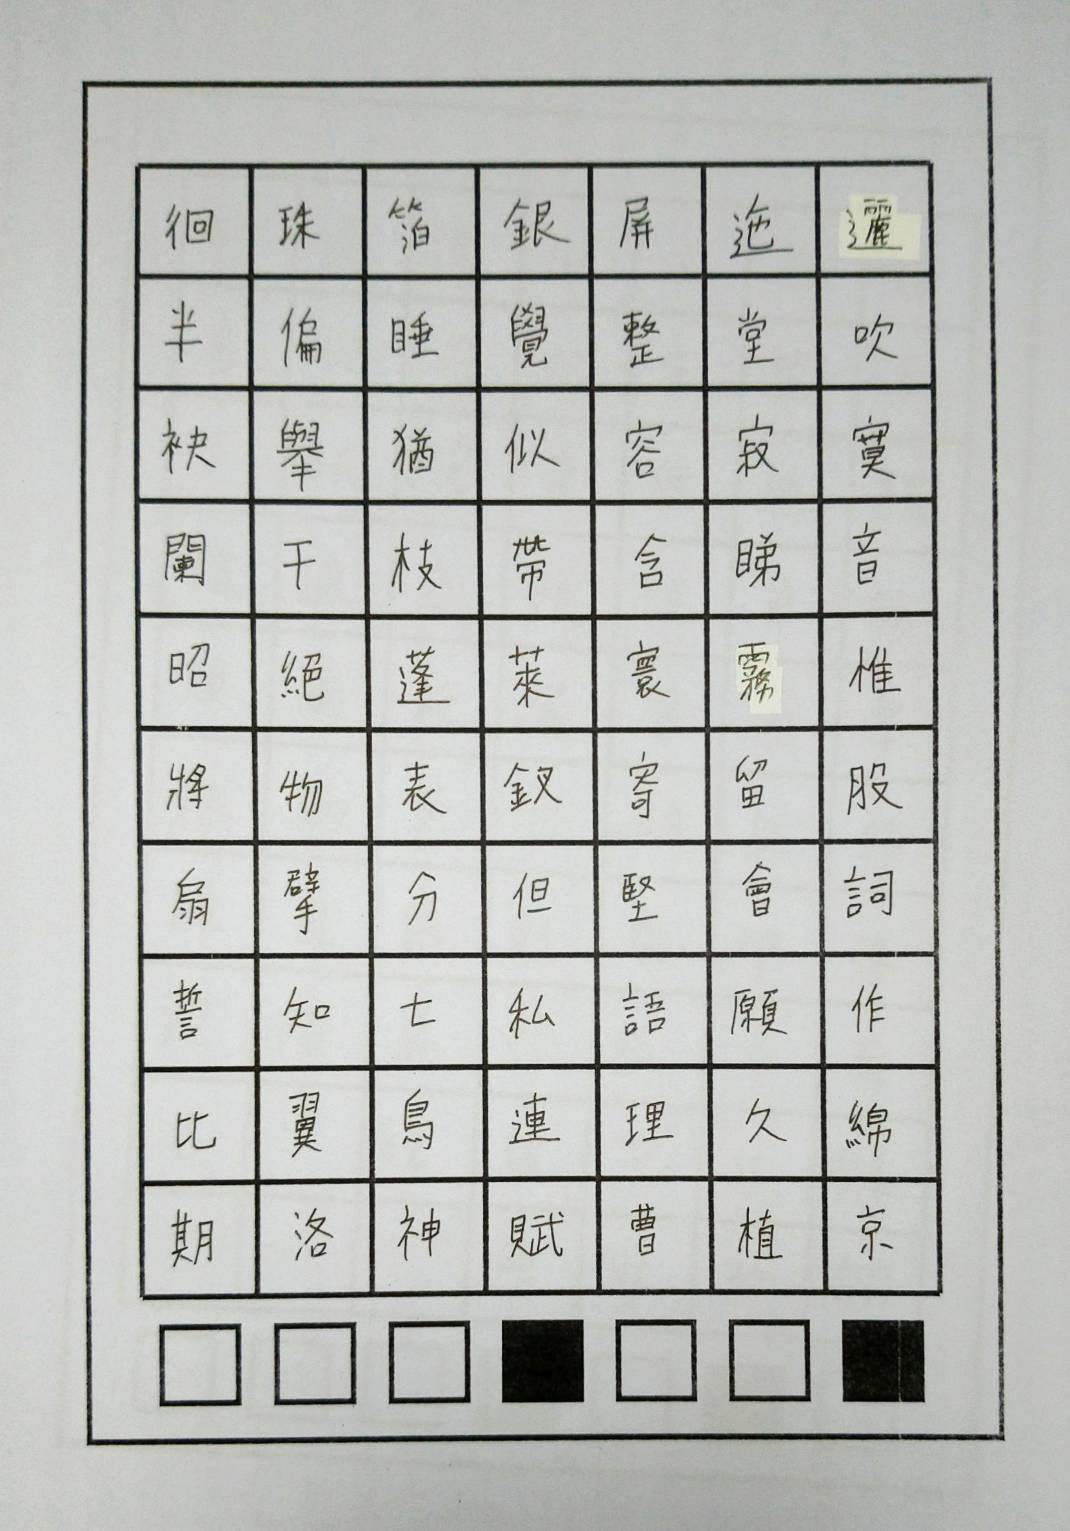 徊珠箔銀屏迤邐
半偏睡覺整堂吹
袂舉猶似容寂寞
闌干枝帶含睇音
昭絕蓬萊寰霧惟
將物表釵寄留股
扇擘分但堅會詞
誓知七私語願作
比翼鳥連理久綿
期洛神賦曹植京